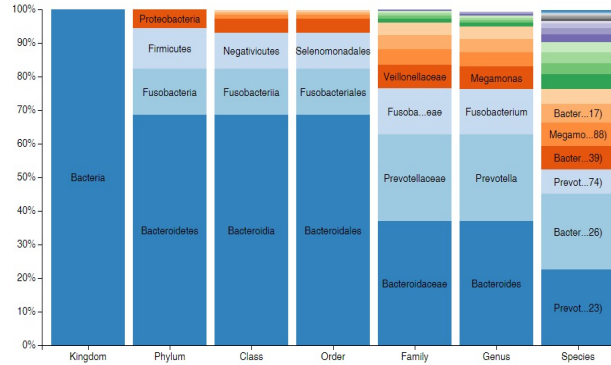 100%
Proteobacteria
90%
Firmicutes
Negativicutes
Selenomonadales
80%
Veillonellaceae
Megamonas
Fusobacteria
Fusobacteriia
Fusobacteriales
Fusoba...eae
Fusobacterium
Bacter...17)
Megamo...88)
Bacter...39)
Prevot...74)
70%
60%
50%
Bacteria
Prevotellaceae
Prevotella
40%
Bacter...26)
30%
Bacteroidetes
Bacteroidia
Bacteroidales
20%
Bacteroidaceae
Bacteroides
Prevot...23)
10%
0%
Kingdom
Phylum
Class
Order
Family
Genus
Species